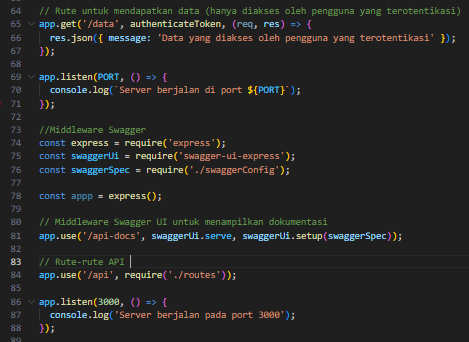 64 // Rute untuk mendapatkan data (hanya diakses oleh pengguna yang terotentikasi)
65 app.get('/data', authenticateToken, (req, res) => {
66 res.json({ message: 'Data yang diakses oleh pengguna yang terotentikasi' });
67 });
68
69 app.listen(PORT, () => {
70 console.log(`Server berjalan di port ${PORT}`);
71 });
72
73 //Middleware Swagger
74 const express = require('express');
75 const swaggerUi = require('swagger-ui-express');
76 const swaggerSpec = require('./swaggerConfig');
77
78 const appp = express();
79
80 // Middleware Swagger UI untuk menampilkan dokumentasi
81 app.use('/api-docs', swaggerUi.serve, swaggerUi.setup(swaggerSpec));
82
83 // Rute-rute API
84 app.use('/api', require('./routes'));
85
86 app.listen(3000, () => {
87 console.log('Server berjalan pada port 3000');
88 });